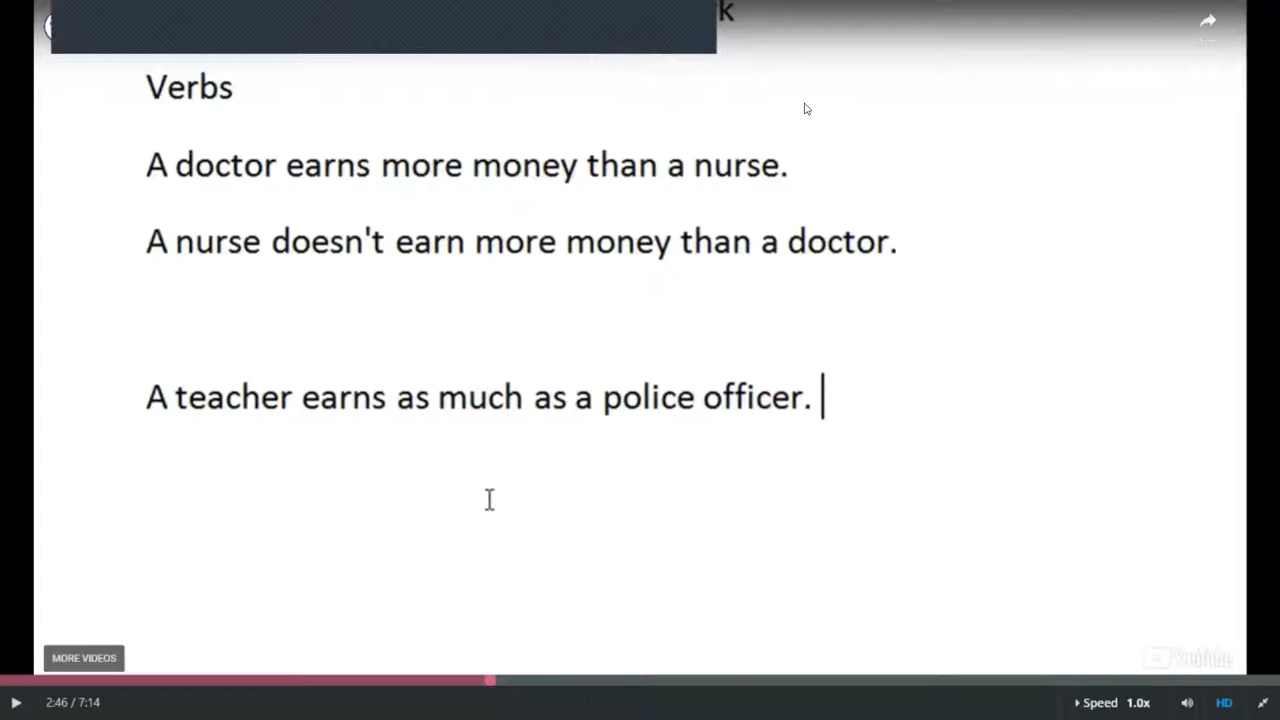 k
Verbs
A doctor earns more money than a nurse.
A nurse doesn't earn more money than a doctor.
A teacher earns as much as a police officer.
MORE VIDEOS
YouTube
2:46 / 7:14
Speed 1.0x
HD